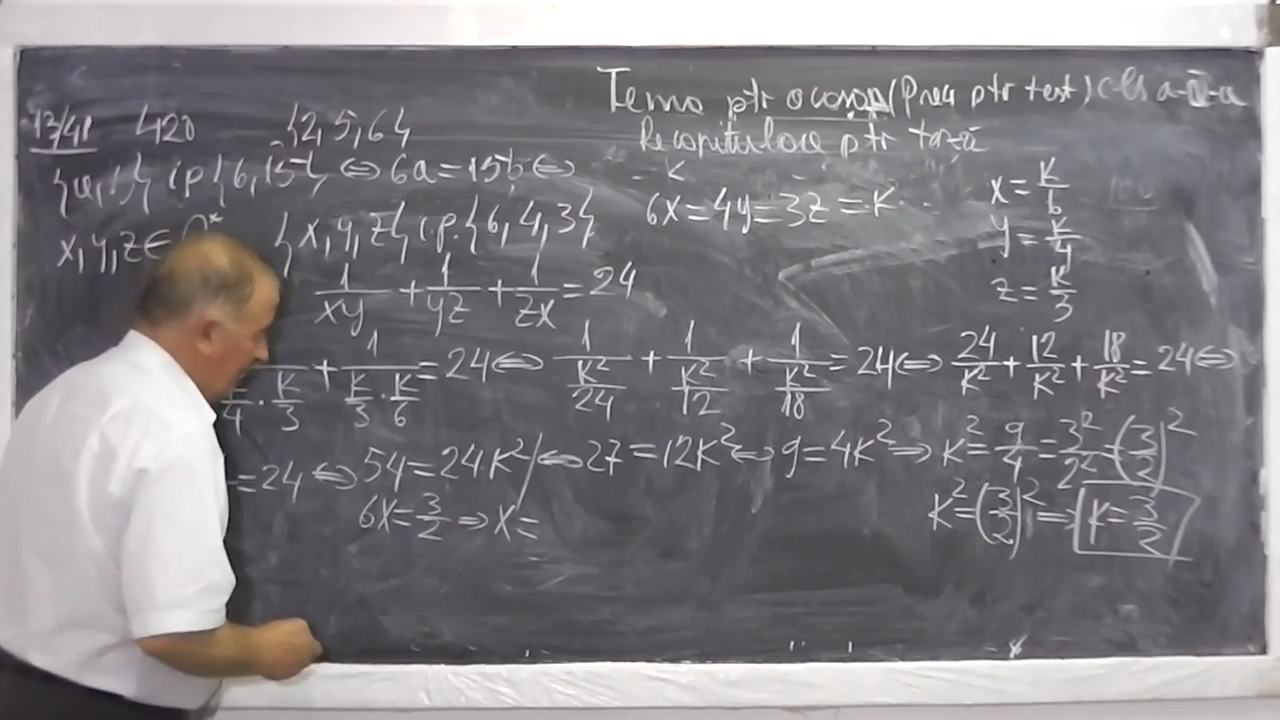 Tema ptr acasă (Preg ptr test) cls a-V-a
Recapitulare ptr teză
13/41 420 {2,5,6}
{a,b} i.p {6,15} ⇔ 6a=15b ⇔
x,y,z∈Q* {x,y,z} i.p. {6,4,3} 6x=4y=3z=K
x=K/6
y=K/4
z=K/3
1/xy + 1/yz + 1/zx = 24
K/4·K/3 + 1/(K/3·K/6) = 24 ⇔ 1/(K²/24) + 1/(K²/12) + 1/(K²/18) = 24 ⇔ 24/K² + 12/K² + 18/K² = 24 ⇔
=24 ⇔ 54=24K² ⇔ 27=12K² ⇔ 9=4K² ⇒ K²=9/4=3²/2²=(3/2)²
6x=3/2 ⇒ x= K²=(3/2)² ⇒ K=3/2